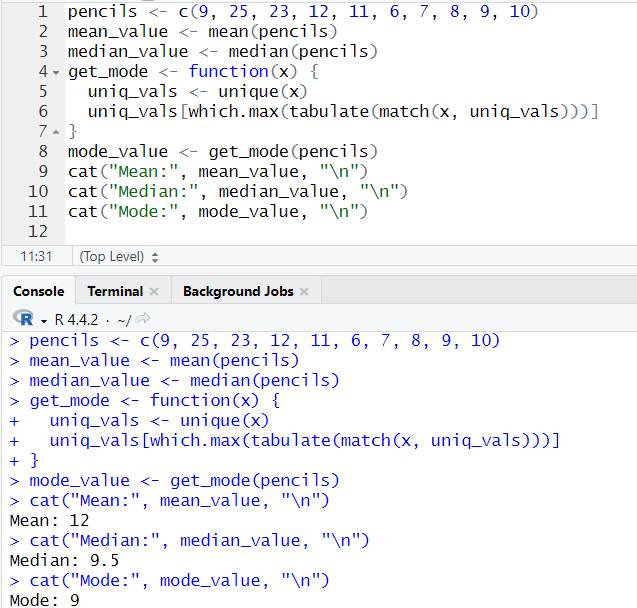 1 pencils <- c(9, 25, 23, 12, 11, 6, 7, 8, 9, 10)
2 mean_value <- mean(pencils)
3 median_value <- median(pencils)
4 get_mode <- function(x) {
5   uniq_vals <- unique(x)
6   uniq_vals[which.max(tabulate(match(x, uniq_vals)))]
7 }
8 mode_value <- get_mode(pencils)
9 cat("Mean:", mean_value, "\n")
10 cat("Median:", median_value, "\n")
11 cat("Mode:", mode_value, "\n")
12
11:31 (Top Level)
Console Terminal Background Jobs
R R 4.4.2 · ~/
> pencils <- c(9, 25, 23, 12, 11, 6, 7, 8, 9, 10)
> mean_value <- mean(pencils)
> median_value <- median(pencils)
> get_mode <- function(x) {
+   uniq_vals <- unique(x)
+   uniq_vals[which.max(tabulate(match(x, uniq_vals)))]
+ }
> mode_value <- get_mode(pencils)
> cat("Mean:", mean_value, "\n")
Mean: 12
> cat("Median:", median_value, "\n")
Median: 9.5
> cat("Mode:", mode_value, "\n")
Mode: 9